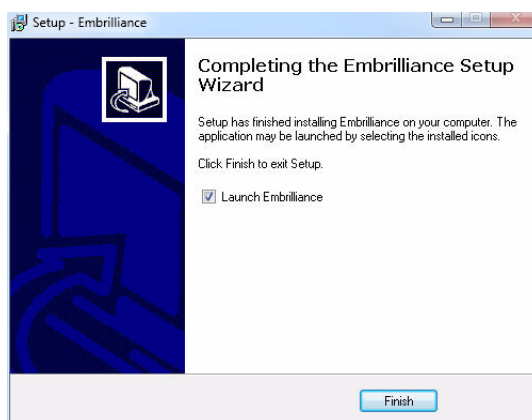 Setup - Embrilliance
Completing the Embrilliance Setup
Wizard
Setup has finished installing Embrilliance on your computer. The
application may be launched by selecting the installed icons.
Click Finish to exit Setup.
Launch Embrilliance
Finish